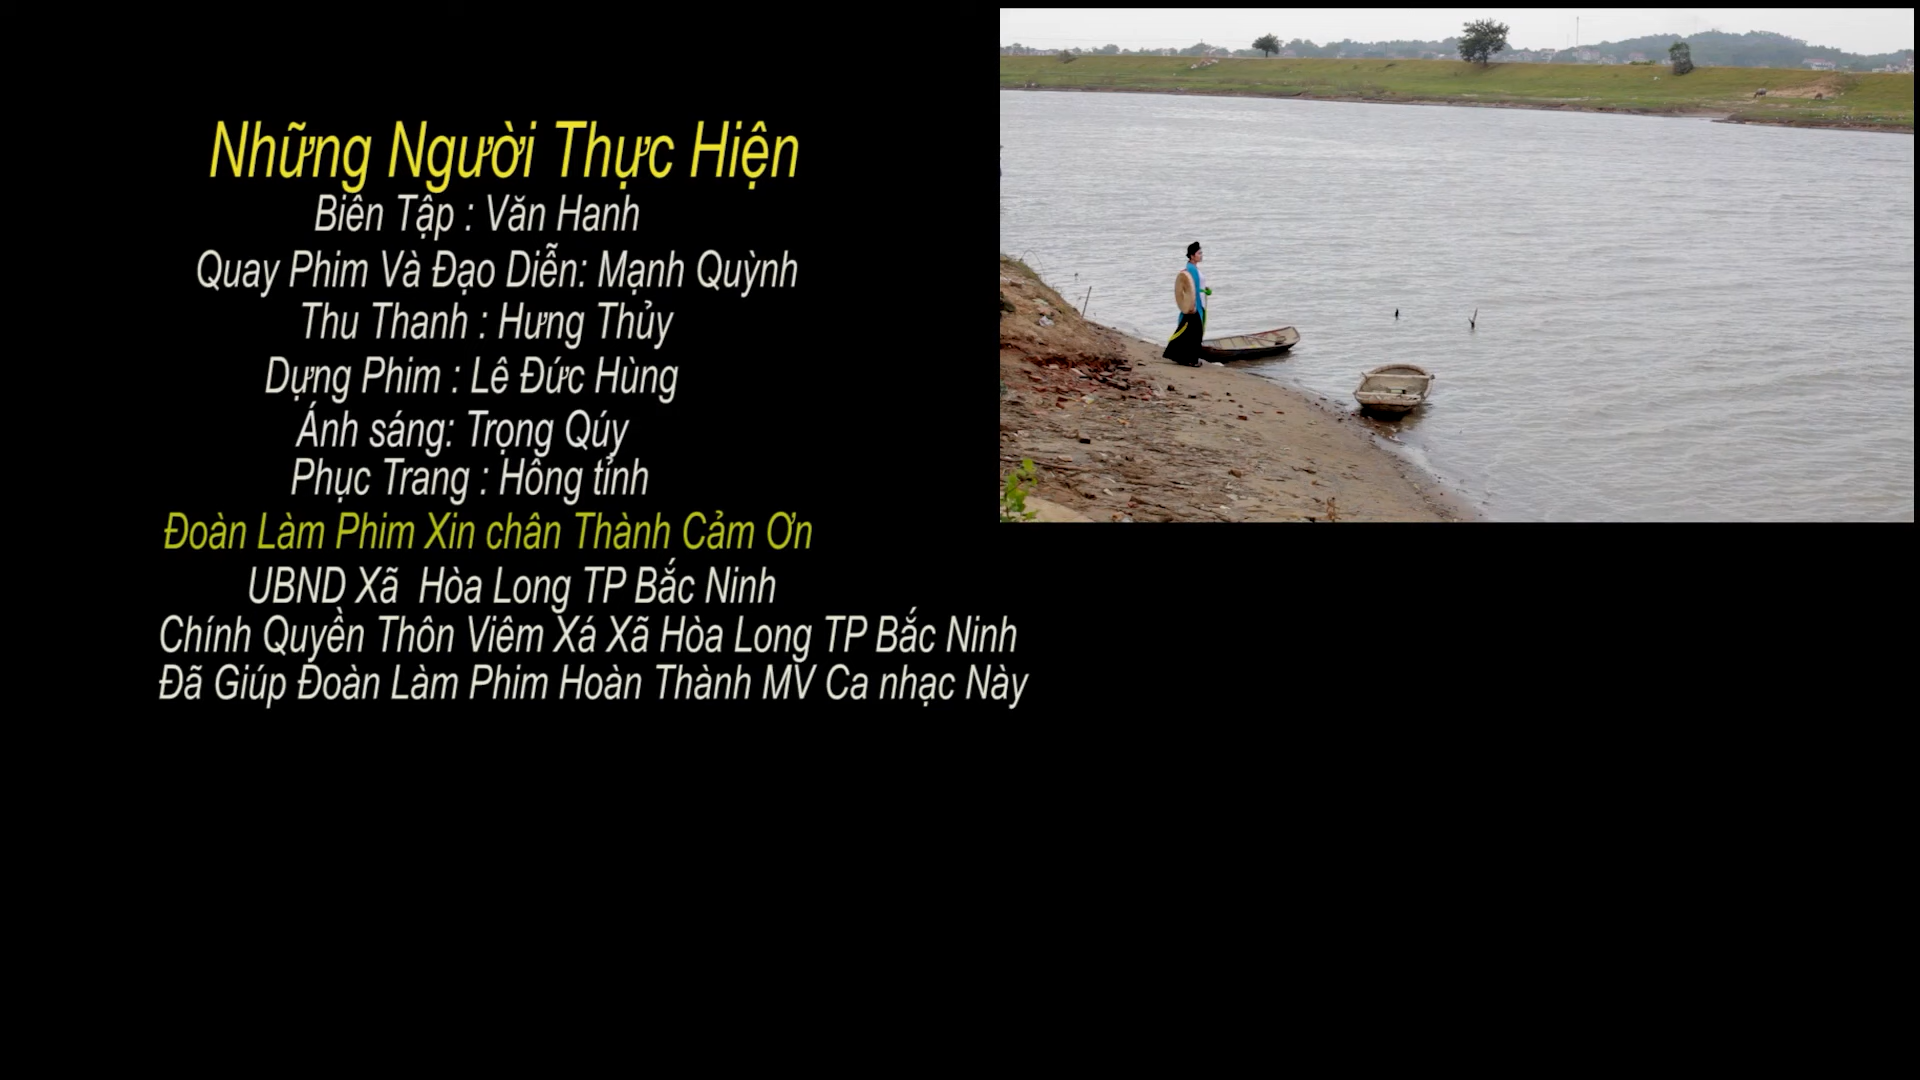 Những Người Thực Hiện
Biên Tập : Văn Hanh
Quay Phim Và Đạo Diễn: Mạnh Quỳnh
Thu Thanh : Hưng Thủy
Dựng Phim : Lê Đức Hùng
Ánh sáng: Trọng Qúy
Phục Trang : Hông tỉnh
Đoàn Làm Phim Xin chân Thành Cảm Ơn
UBND Xã Hòa Long TP Bắc Ninh
Chính Quyền Thôn Viêm Xá Xã Hòa Long TP Bắc Ninh
Đã Giúp Đoàn Làm Phim Hoàn Thành MV Ca nhạc Này